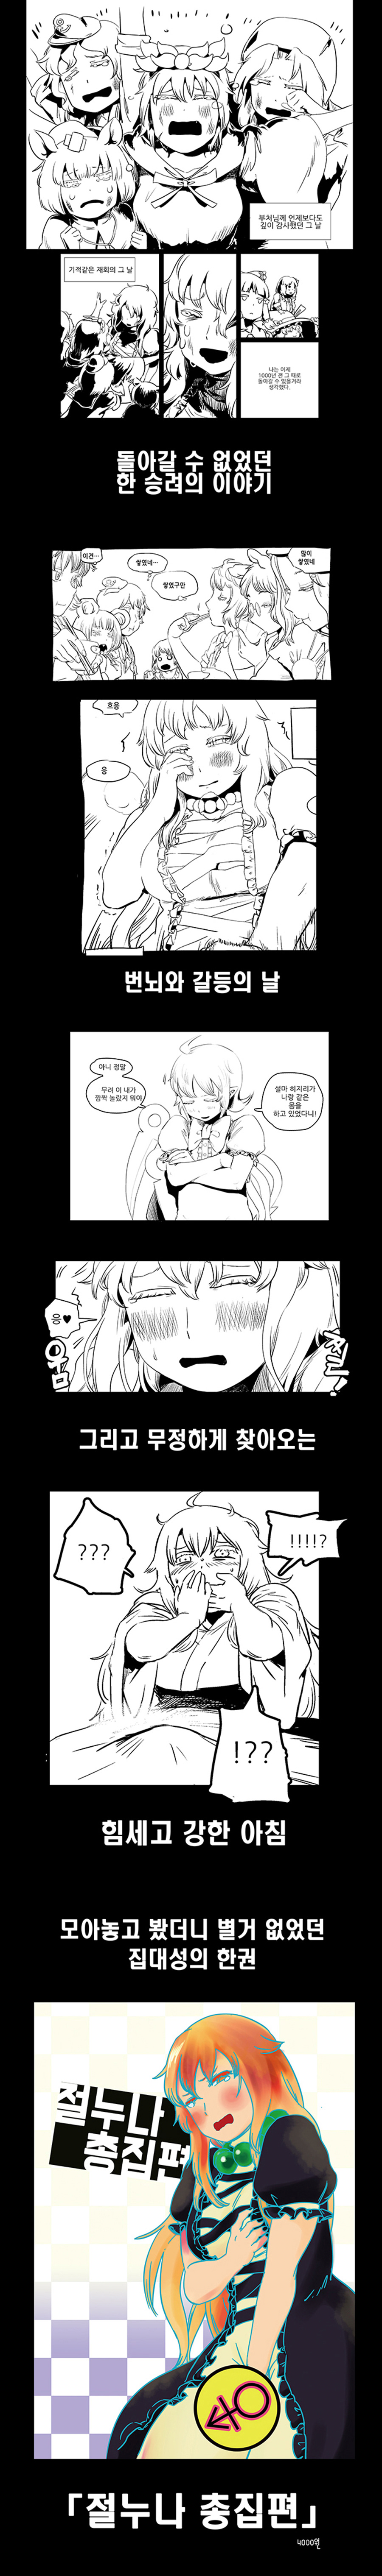 부처님께 언제보다도
깊이 감사했던 그 날
기적같은 재회의 그 날
나는 이제
1000년 전 그 때로
돌아갈 수 없을거라
생각했다.
돌아갈 수 없었던
한 승려의 이야기
이건…
쌓였네…
쌓였구만
많이
쌓였네
흐응
응
번뇌와 갈등의 날
아니 정말
무려 이 내가
깜짝 놀랐지 뭐야
설마 히지리가
나랑 같은
몸을
하고 있었다니!
응♥
그리고 무정하게 찾아오는
???
!!!!?
!??
힘세고 강한 아침
모아놓고 봤더니 별거 없었던
집대성의 한권
절누나
총집편
「절누나 총집편」
4000원